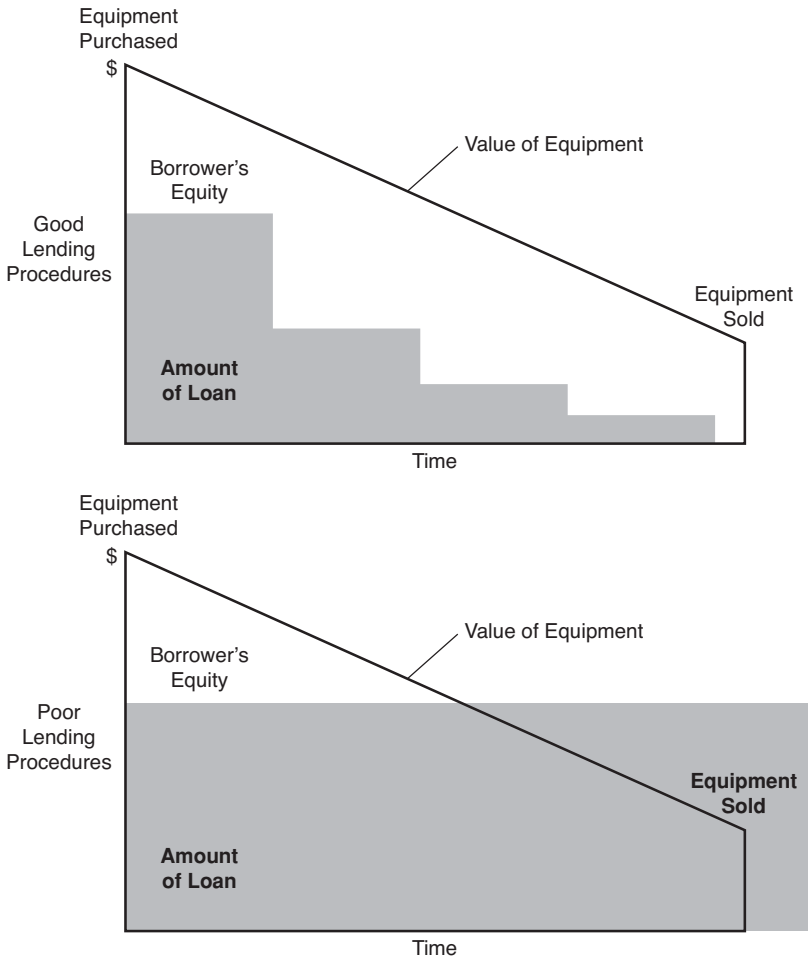 Equipment
Purchased
$
Value of Equipment
Borrower's
Equity
Good
Lending
Procedures
Equipment
Sold
Amount
of Loan
Time
Equipment
Purchased
$
Value of Equipment
Borrower's
Equity
Poor
Lending
Procedures
Equipment
Sold
Amount
of Loan
Time